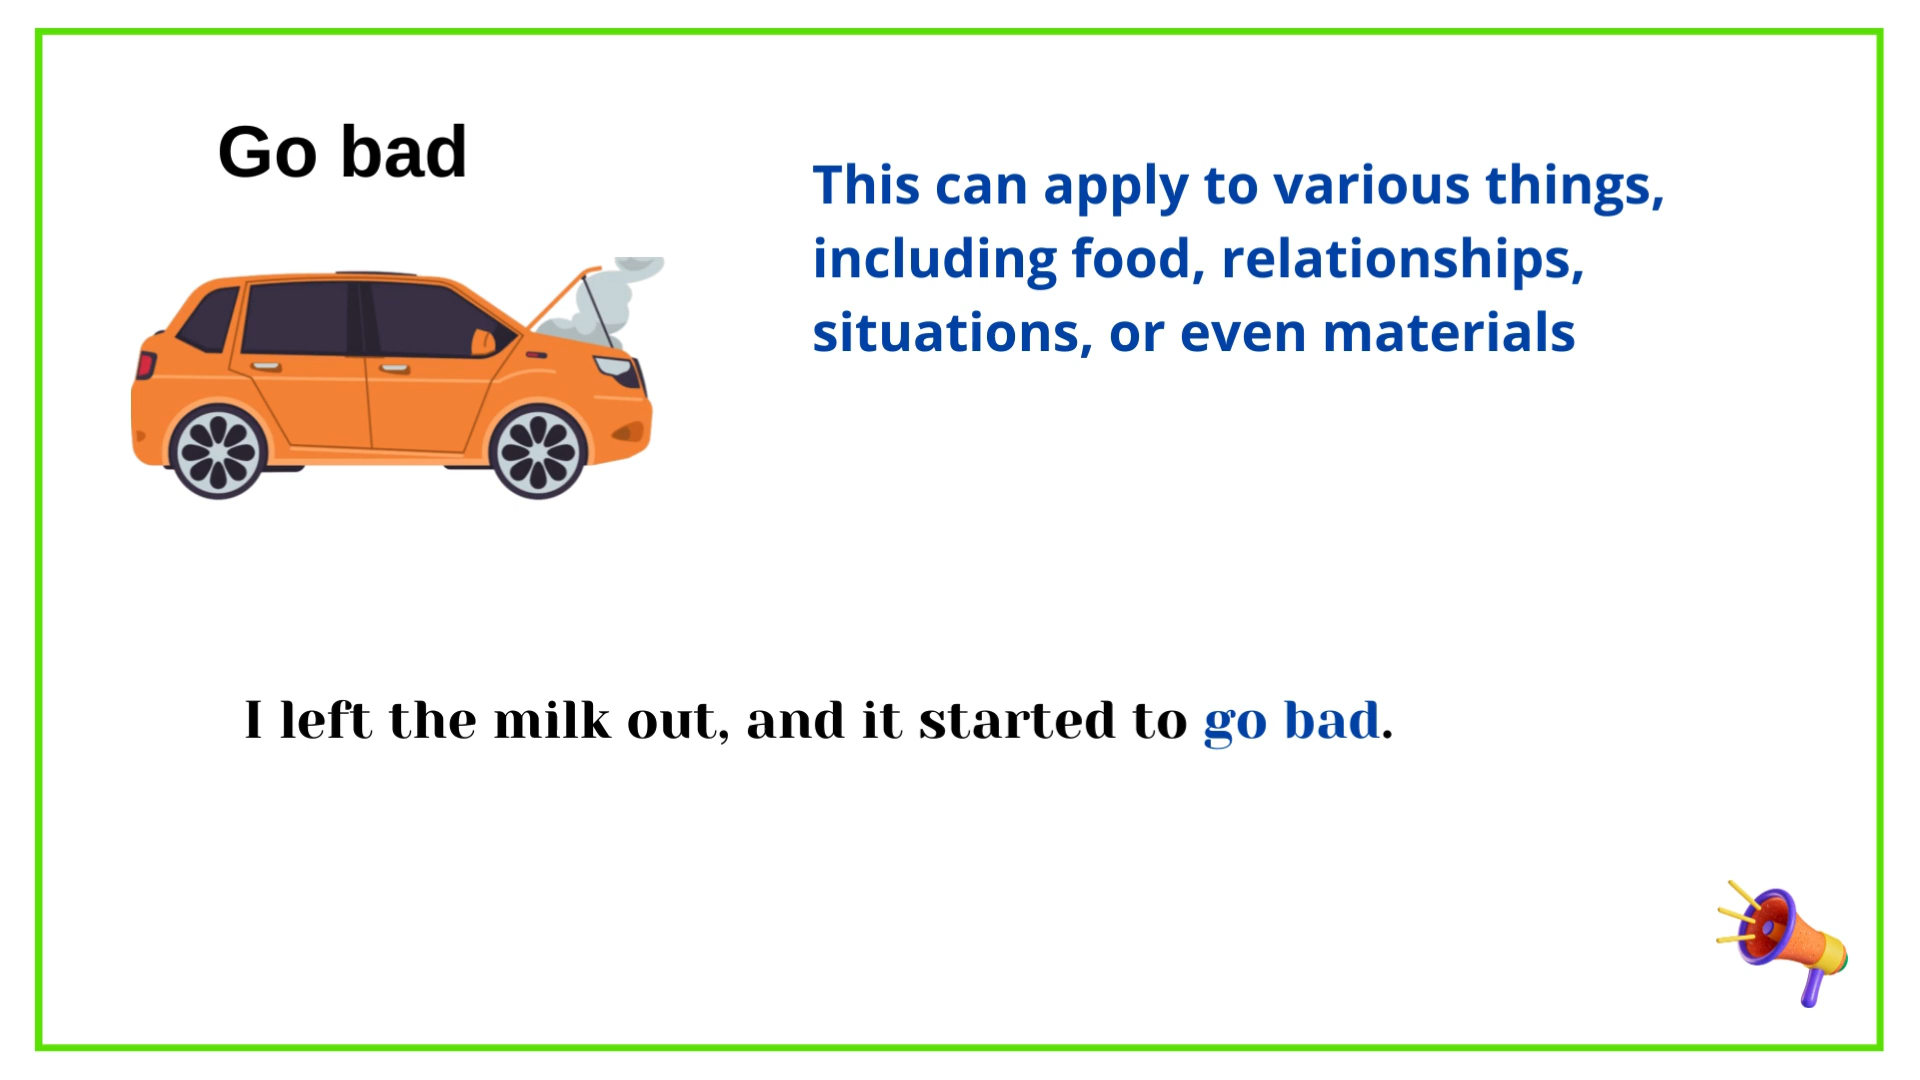 Go bad
This can apply to various things,
including food, relationships,
situations, or even materials
I left the milk out, and it started to go bad.